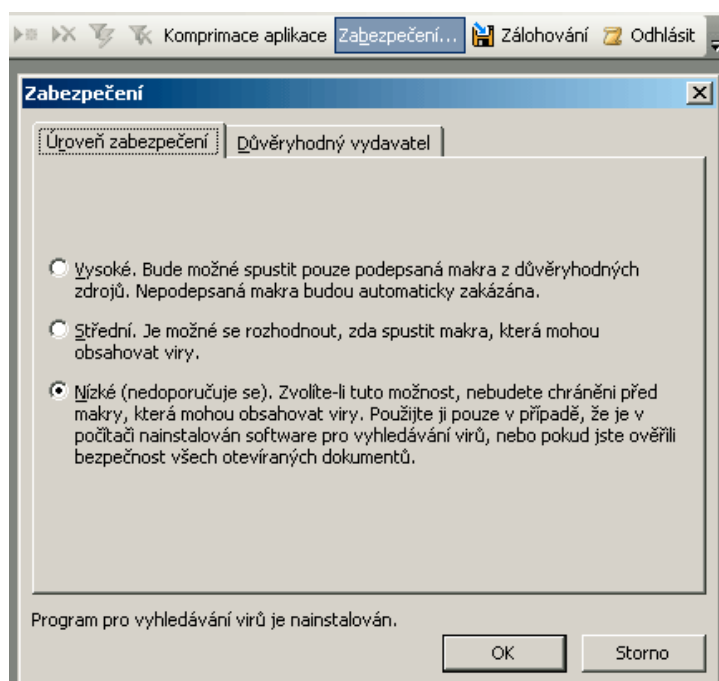 Komprimace aplikace Zabezpečení... Zálohování Odhlásit
Zabezpečení
Úroveň zabezpečení Důvěryhodný vydavatel
Vysoké. Bude možné spustit pouze podepsaná makra z důvěryhodných
zdrojů. Nepodepsaná makra budou automaticky zakázána.
Střední. Je možné se rozhodnout, zda spustit makra, která mohou
obsahovat viry.
Nízké (nedoporučuje se). Zvolíte-li tuto možnost, nebudete chráněni před
makry, která mohou obsahovat viry. Použijte ji pouze v případě, že je v
počítači nainstalován software pro vyhledávání virů, nebo pokud jste ověřili
bezpečnost všech otevíraných dokumentů.
Program pro vyhledávání virů je nainstalován.
OK Storno